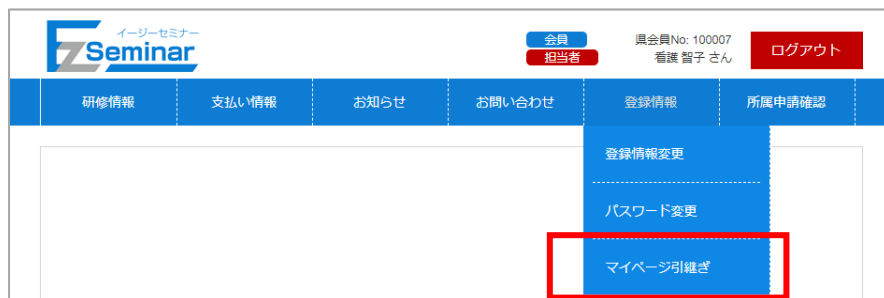 イージーセミナー
EZ Seminar
会員
担当者
県会員No: 100007
看護 智子 さん
ログアウト
研修情報
支払い情報
お知らせ
お問い合わせ
登録情報
所属申請確認
登録情報変更
パスワード変更
マイページ引継ぎ